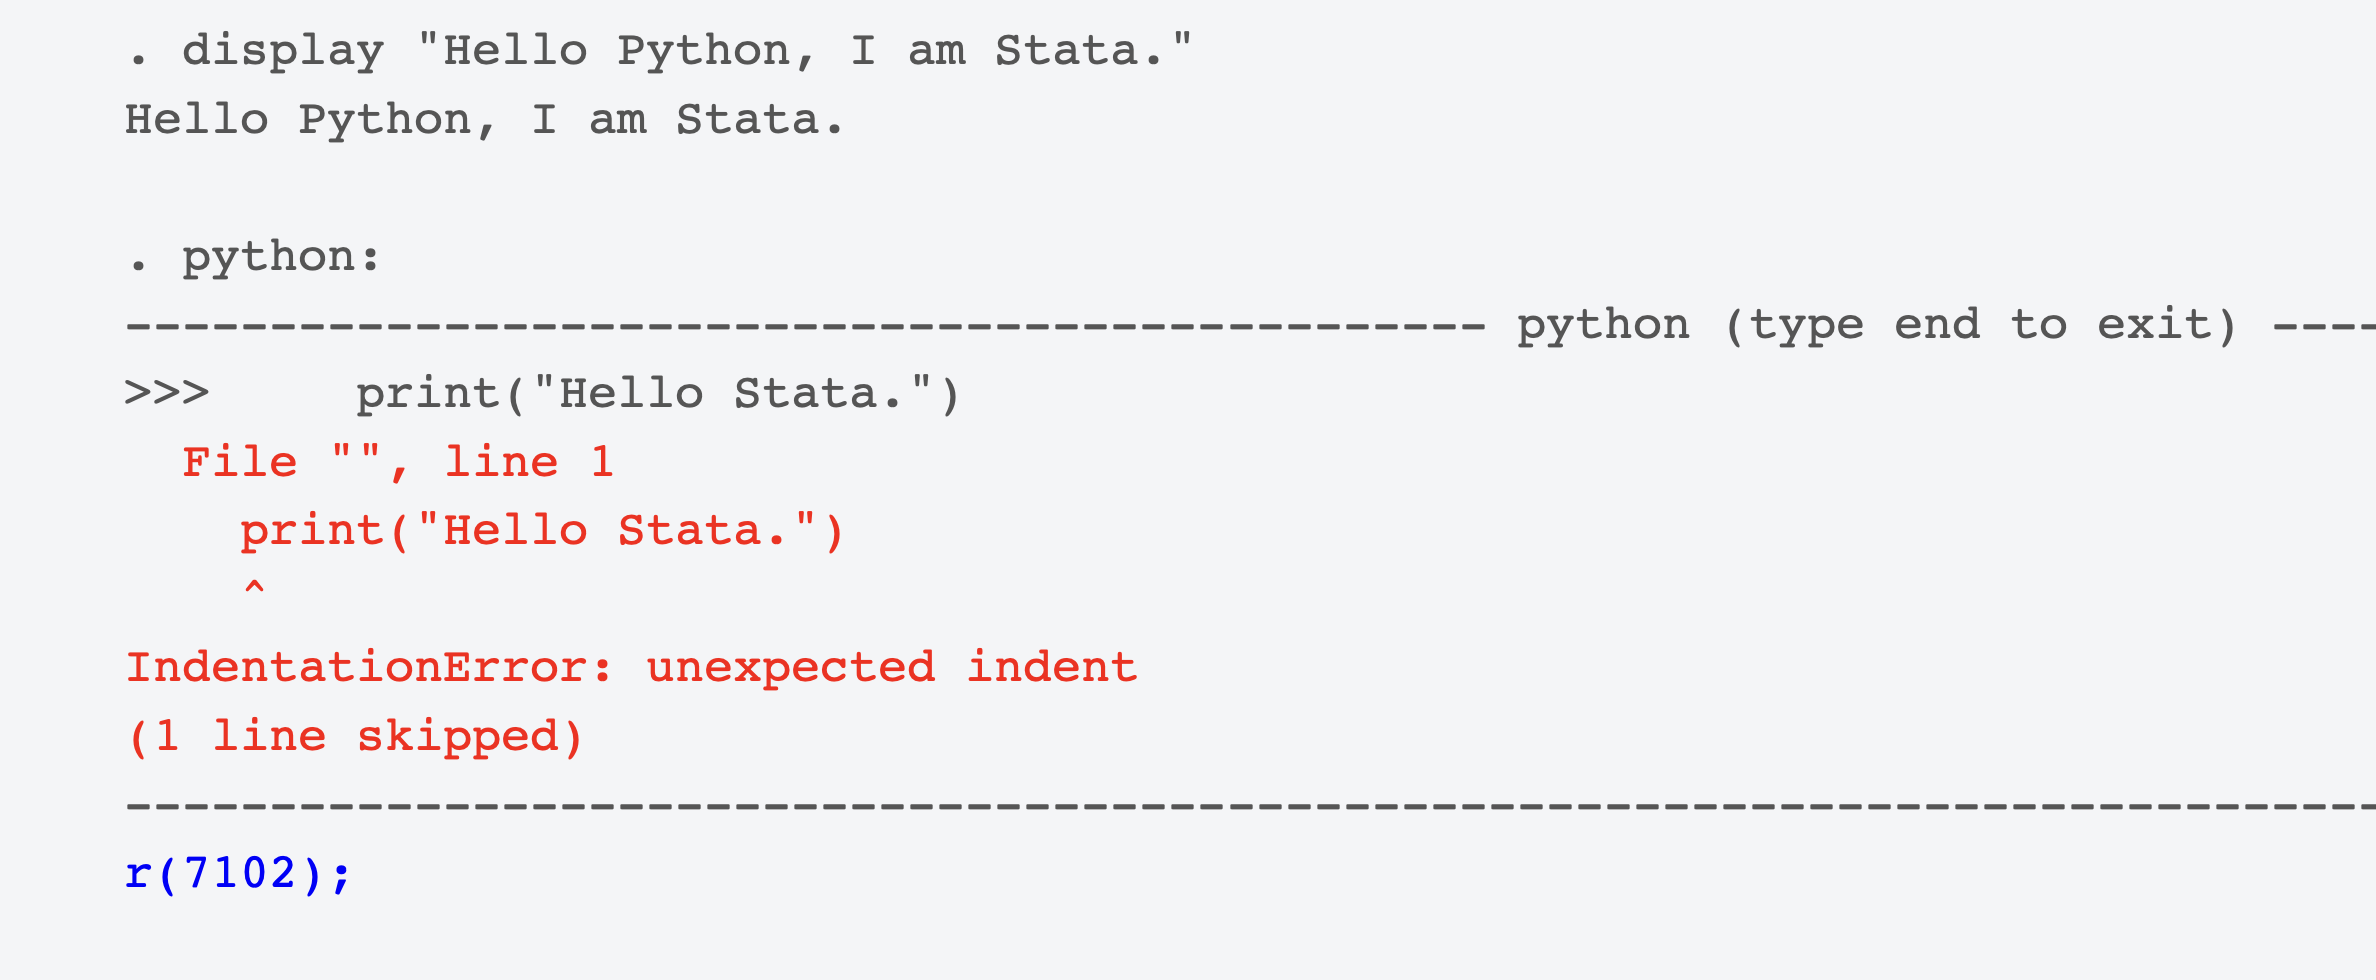 . display "Hello Python, I am Stata."
Hello Python, I am Stata.
. python:
----------------------------------------------- python (type end to exit) ----
>>>     print("Hello Stata.")
  File "", line 1
    print("Hello Stata.")
    ^
IndentationError: unexpected indent
(1 line skipped)
------------------------------------------------------------------------------
r(7102);